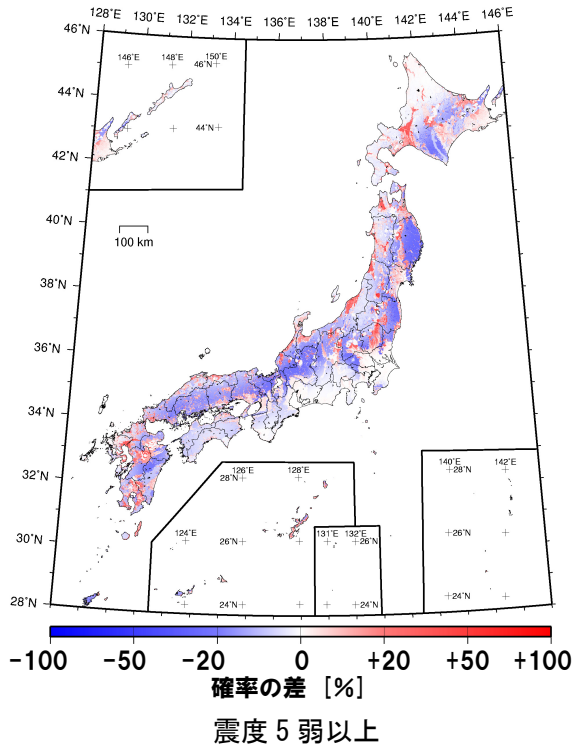 128°E 130°E 132°E 134°E 136°E 138°E 140°E 142°E 144°E 146°E
46°N
146°E 148°E 150°E
46°N
44°N
44°N
42°N
40°N
100 km
38°N
36°N
34°N
32°N
126°E 128°E
28°N
140°E 142°E
28°N
30°N
124°E
26°N
131°E 132°E
26°N
26°N
28°N
24°N
24°N
24°N
-100 -50 -20 0 +20 +50 +100
確率の差 [%]
震度5弱以上